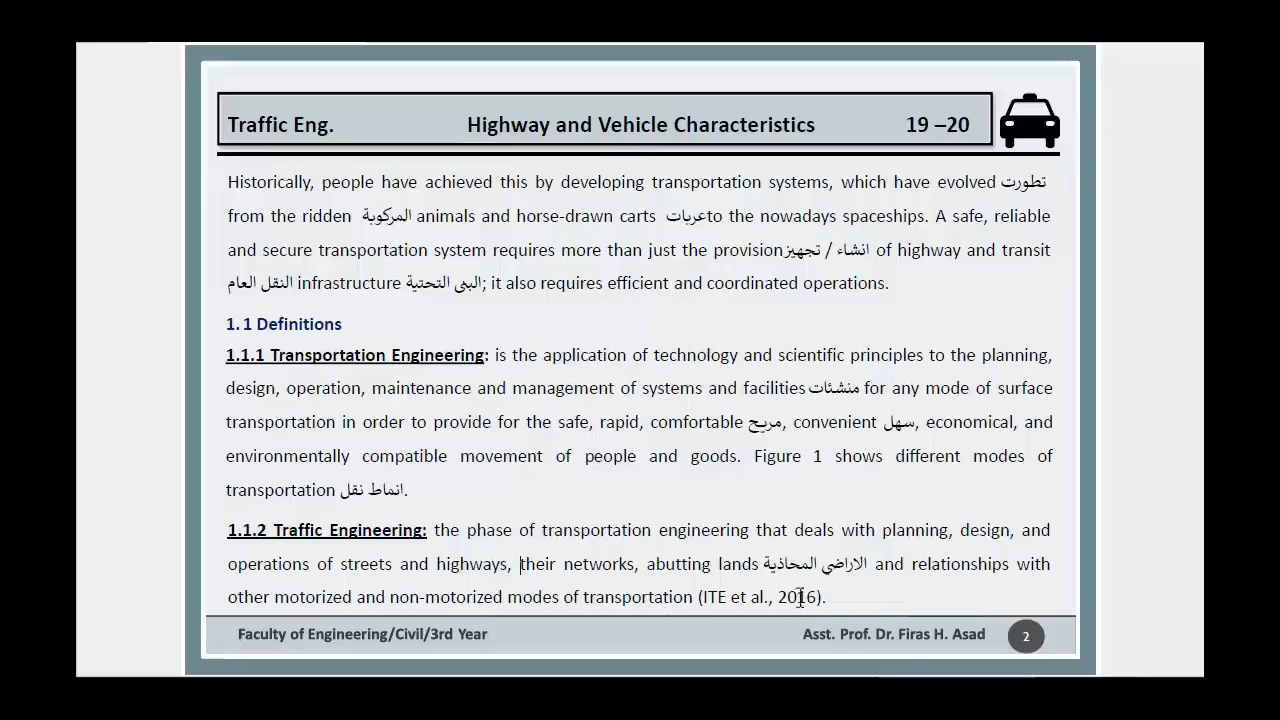 Traffic Eng. Highway and Vehicle Characteristics 19 –20
Historically, people have achieved this by developing transportation systems, which have evolved تطورت
from the ridden المركوبة animals and horse-drawn carts عربات to the nowadays spaceships. A safe, reliable
and secure transportation system requires more than just the provision انشاء / تجهيز of highway and transit
النقل العام infrastructure البنى التحتية; it also requires efficient and coordinated operations.
1.1 Definitions
1.1.1 Transportation Engineering: is the application of technology and scientific principles to the planning,
design, operation, maintenance and management of systems and facilities منشئات for any mode of surface
transportation in order to provide for the safe, rapid, comfortable مريح, convenient سهل, economical, and
environmentally compatible movement of people and goods. Figure 1 shows different modes of
transportation انماط نقل.
1.1.2 Traffic Engineering: the phase of transportation engineering that deals with planning, design, and
operations of streets and highways, their networks, abutting lands الاراضي المحاذية and relationships with
other motorized and non-motorized modes of transportation (ITE et al., 2016).
Faculty of Engineering/Civil/3rd Year Asst. Prof. Dr. Firas H. Asad 2